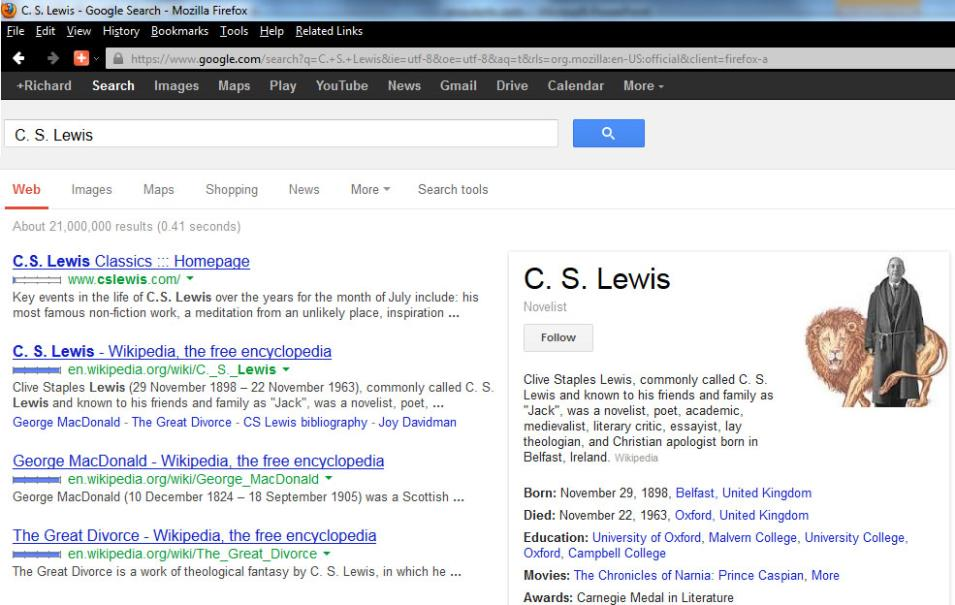 C. S. Lewis - Google Search - Mozilla Firefox
File Edit View History Bookmarks Tools Help Related Links
https://www.google.com/search?q=C.+S.+Lewis&ie=utf-8&oe=utf-8&aq=t&rls=org.mozilla:en-US:official&client=firefox-a
+Richard Search Images Maps Play YouTube News Gmail Drive Calendar More
C. S. Lewis
Web Images Maps Shopping News More Search tools
About 21,000,000 results (0.41 seconds)
C.S. Lewis Classics ::: Homepage
www.cslewis.com/
Key events in the life of C.S. Lewis over the years for the month of July include: his
most famous non-fiction work, a meditation from an unlikely place, inspiration ...
C. S. Lewis - Wikipedia, the free encyclopedia
en.wikipedia.org/wiki/C._S._Lewis
Clive Staples Lewis (29 November 1898 – 22 November 1963), commonly called C. S.
Lewis and known to his friends and family as "Jack", was a novelist, poet, ...
George MacDonald - The Great Divorce - CS Lewis bibliography - Joy Davidman
George MacDonald - Wikipedia, the free encyclopedia
en.wikipedia.org/wiki/George_MacDonald
George MacDonald (10 December 1824 – 18 September 1905) was a Scottish ...
The Great Divorce - Wikipedia, the free encyclopedia
en.wikipedia.org/wiki/The_Great_Divorce
The Great Divorce is a work of theological fantasy by C. S. Lewis, in which he ...
C. S. Lewis
Novelist
Follow
Clive Staples Lewis, commonly called C. S.
Lewis and known to his friends and family as
"Jack", was a novelist, poet, academic,
medievalist, literary critic, essayist, lay
theologian, and Christian apologist born in
Belfast, Ireland. Wikipedia
Born: November 29, 1898, Belfast, United Kingdom
Died: November 22, 1963, Oxford, United Kingdom
Education: University of Oxford, Malvern College, University College,
Oxford, Campbell College
Movies: The Chronicles of Narnia: Prince Caspian, More
Awards: Carnegie Medal in Literature